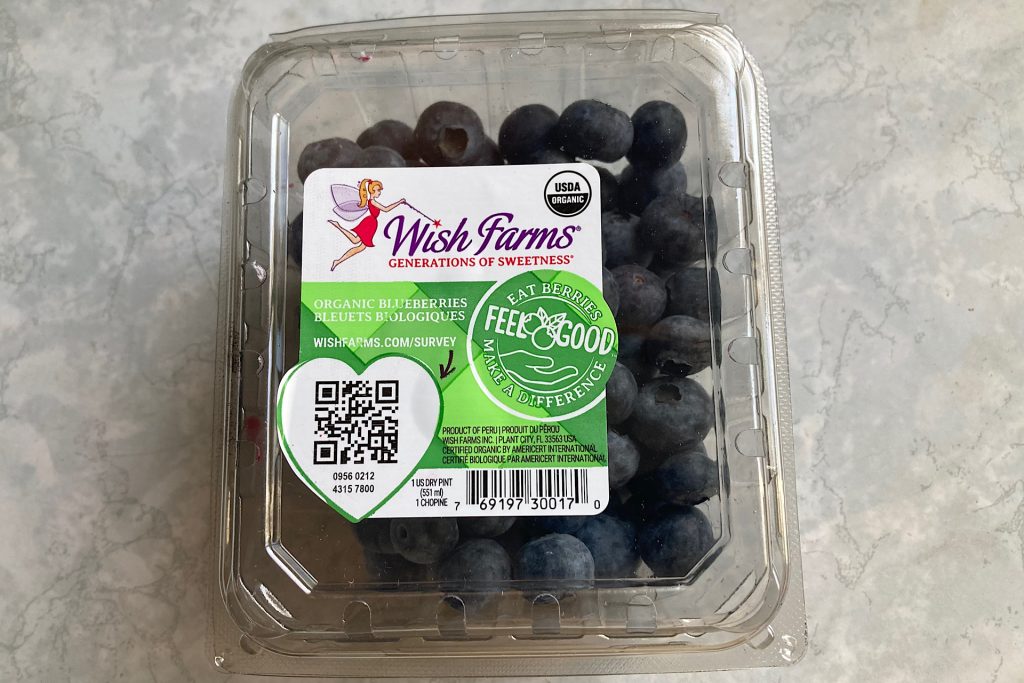 USDA
ORGANIC
Wish Farms®
GENERATIONS OF SWEETNESS®
ORGANIC BLUEBERRIES
BLEUETS BIOLOGIQUES
WISHFARMS.COM/SURVEY
EAT BERRIES
FEEL GOOD
MAKE A DIFFERENCE
PRODUCT OF PERU | PRODUIT DU PÉROU
WISH FARMS INC. | PLANT CITY, FL 33563 USA
CERTIFIED ORGANIC BY AMERICERT INTERNATIONAL
CERTIFIÉ BIOLOGIQUE PAR AMERICERT INTERNATIONAL
0956 0212
4315 7800
1 US DRY PINT
(551 ml)
1 CHOPINE
7 69197 30017 0